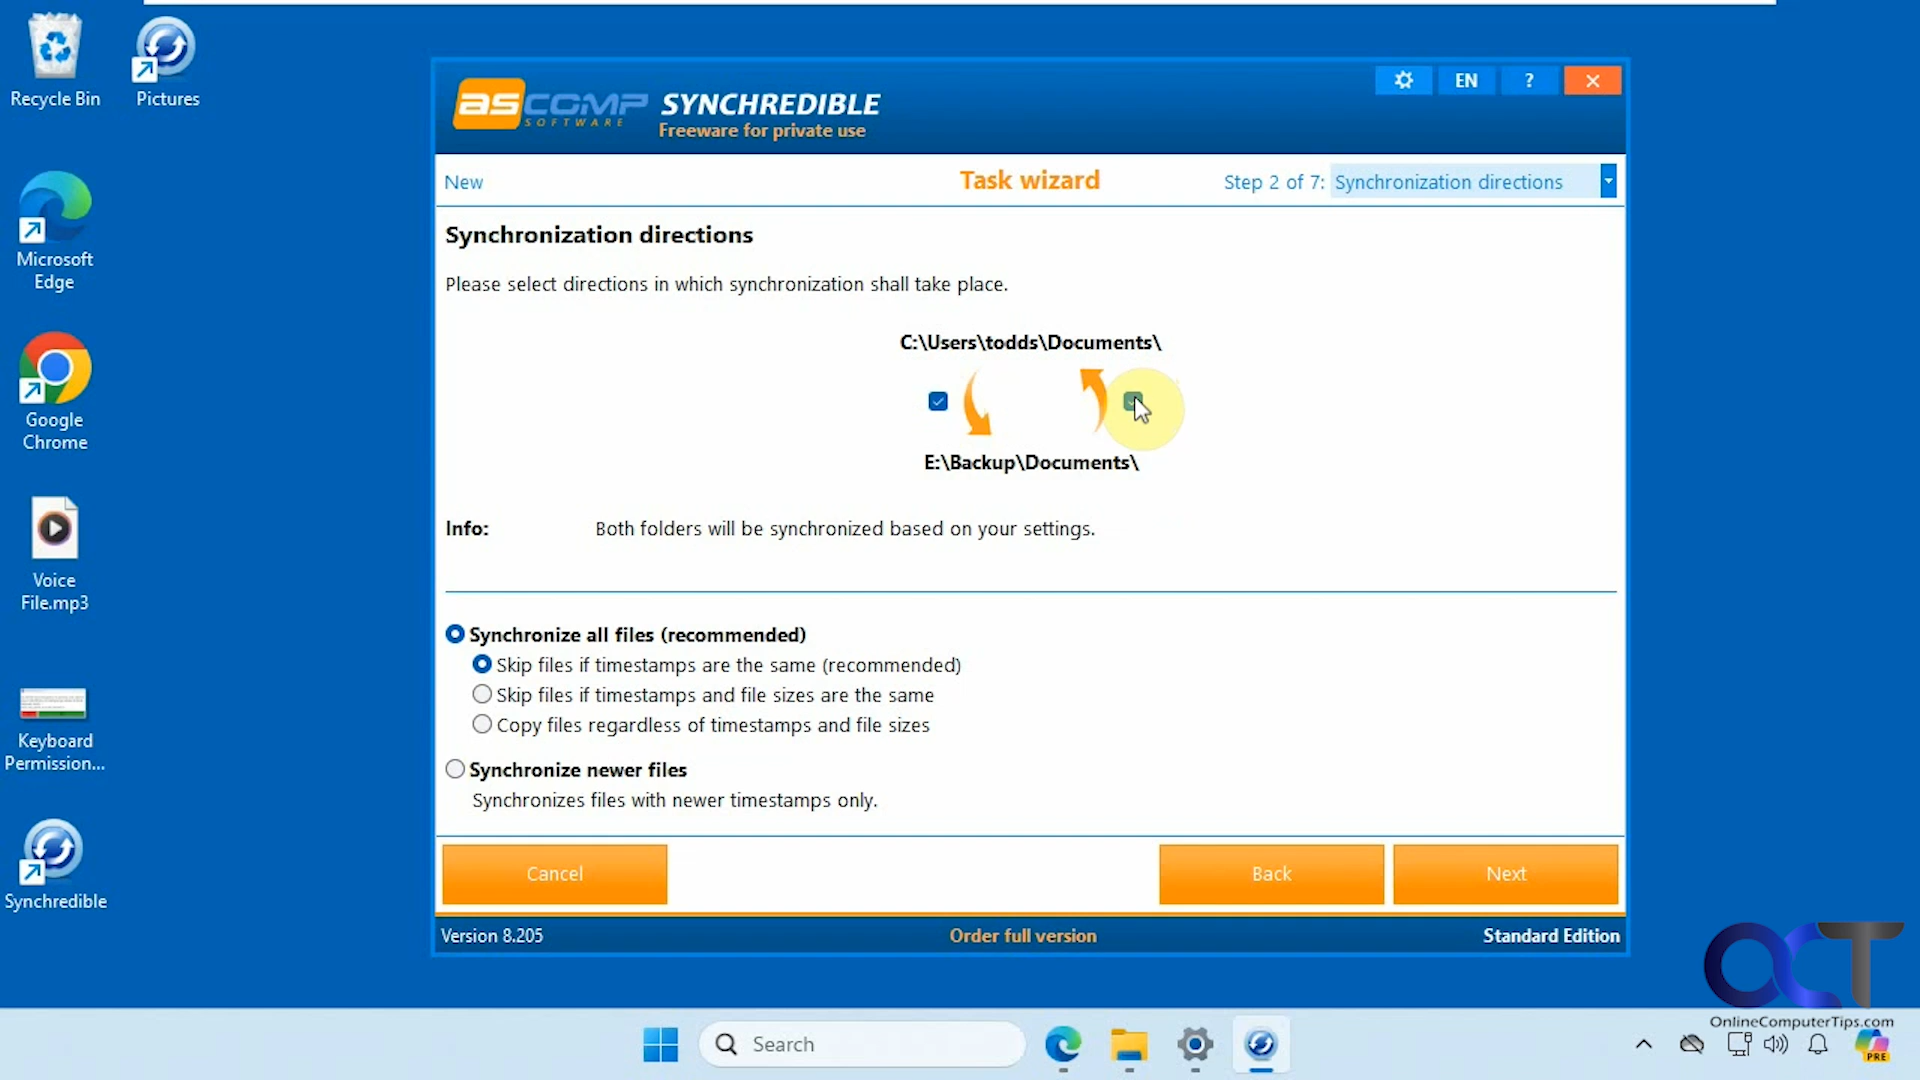 Recycle Bin
Pictures
Microsoft
Edge
Google
Chrome
Voice
File.mp3
Keyboard
Permission...
Synchredible
asCOMP
SOFTWARE
SYNCHREDIBLE
Freeware for private use
EN
?
New
Task wizard
Step 2 of 7:
Synchronization directions
Synchronization directions
Please select directions in which synchronization shall take place.
C:\Users\todds\Documents\
E:\Backup\Documents\
Info:
Both folders will be synchronized based on your settings.
Synchronize all files (recommended)
Skip files if timestamps are the same (recommended)
Skip files if timestamps and file sizes are the same
Copy files regardless of timestamps and file sizes
Synchronize newer files
Synchronizes files with newer timestamps only.
Cancel
Back
Next
Version 8.205
Order full version
Standard Edition
OCT
OnlineComputerTips.com
Search
PRE